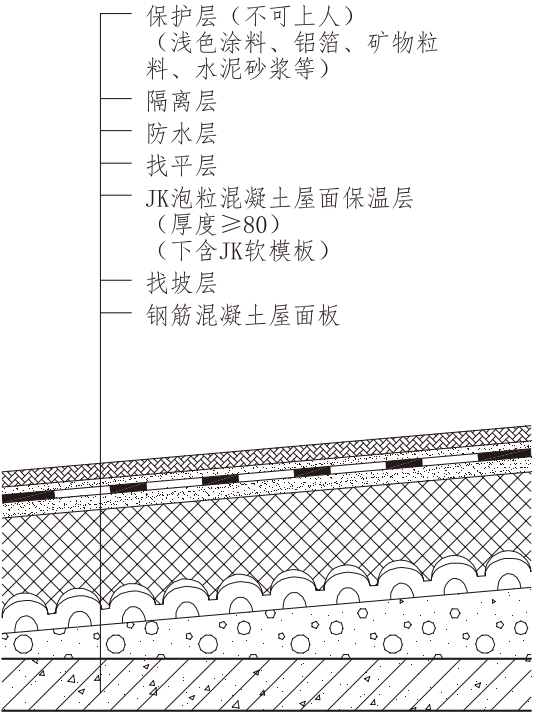 保护层（不可上人）
（浅色涂料、铝箔、矿物粒
料、水泥砂浆等）
隔离层
防水层
找平层
JK泡粒混凝土屋面保温层
（厚度≥80）
（下含JK软模板）
找坡层
钢筋混凝土屋面板